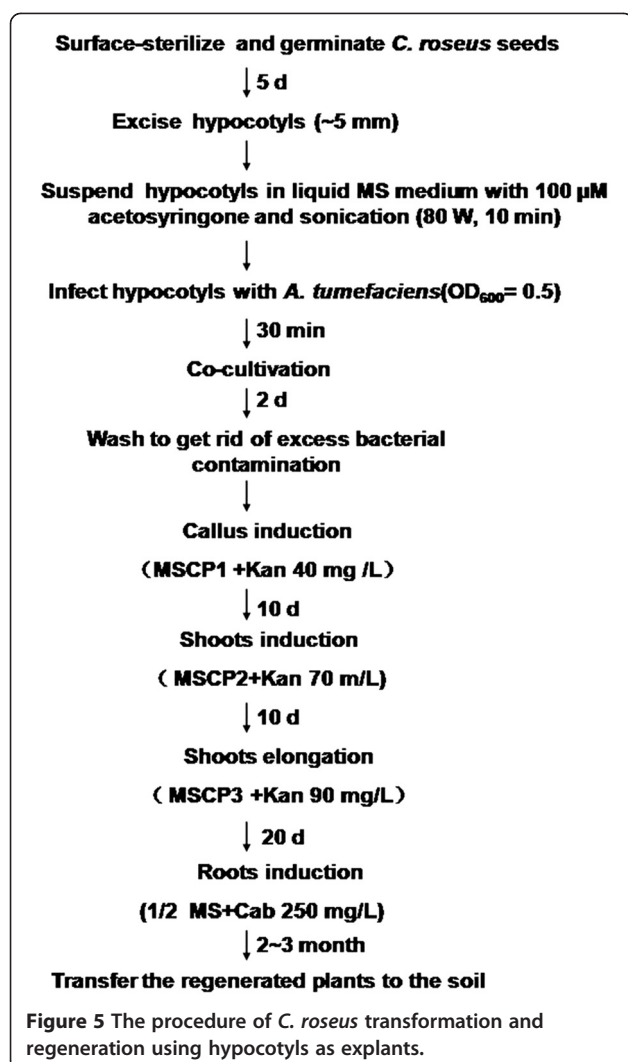 Surface-sterilize and germinate C. roseus seeds
5 d
Excise hypocotyls (~5 mm)
Suspend hypocotyls in liquid MS medium with 100 µM
acetosyringone and sonication (80 W, 10 min)
Infect hypocotyls with A. tumefaciens(OD₆₀₀= 0.5)
30 min
Co-cultivation
2 d
Wash to get rid of excess bacterial
contamination
Callus induction
（MSCP1 +Kan 40 mg /L）
10 d
Shoots induction
（ MSCP2+Kan 70 m/L)
10 d
Shoots elongation
（ MSCP3 +Kan 90 mg/L）
20 d
Roots induction
(1/2 MS+Cab 250 mg/L)
2~3 month
Transfer the regenerated plants to the soil
Figure 5 The procedure of C. roseus transformation and
regeneration using hypocotyls as explants.